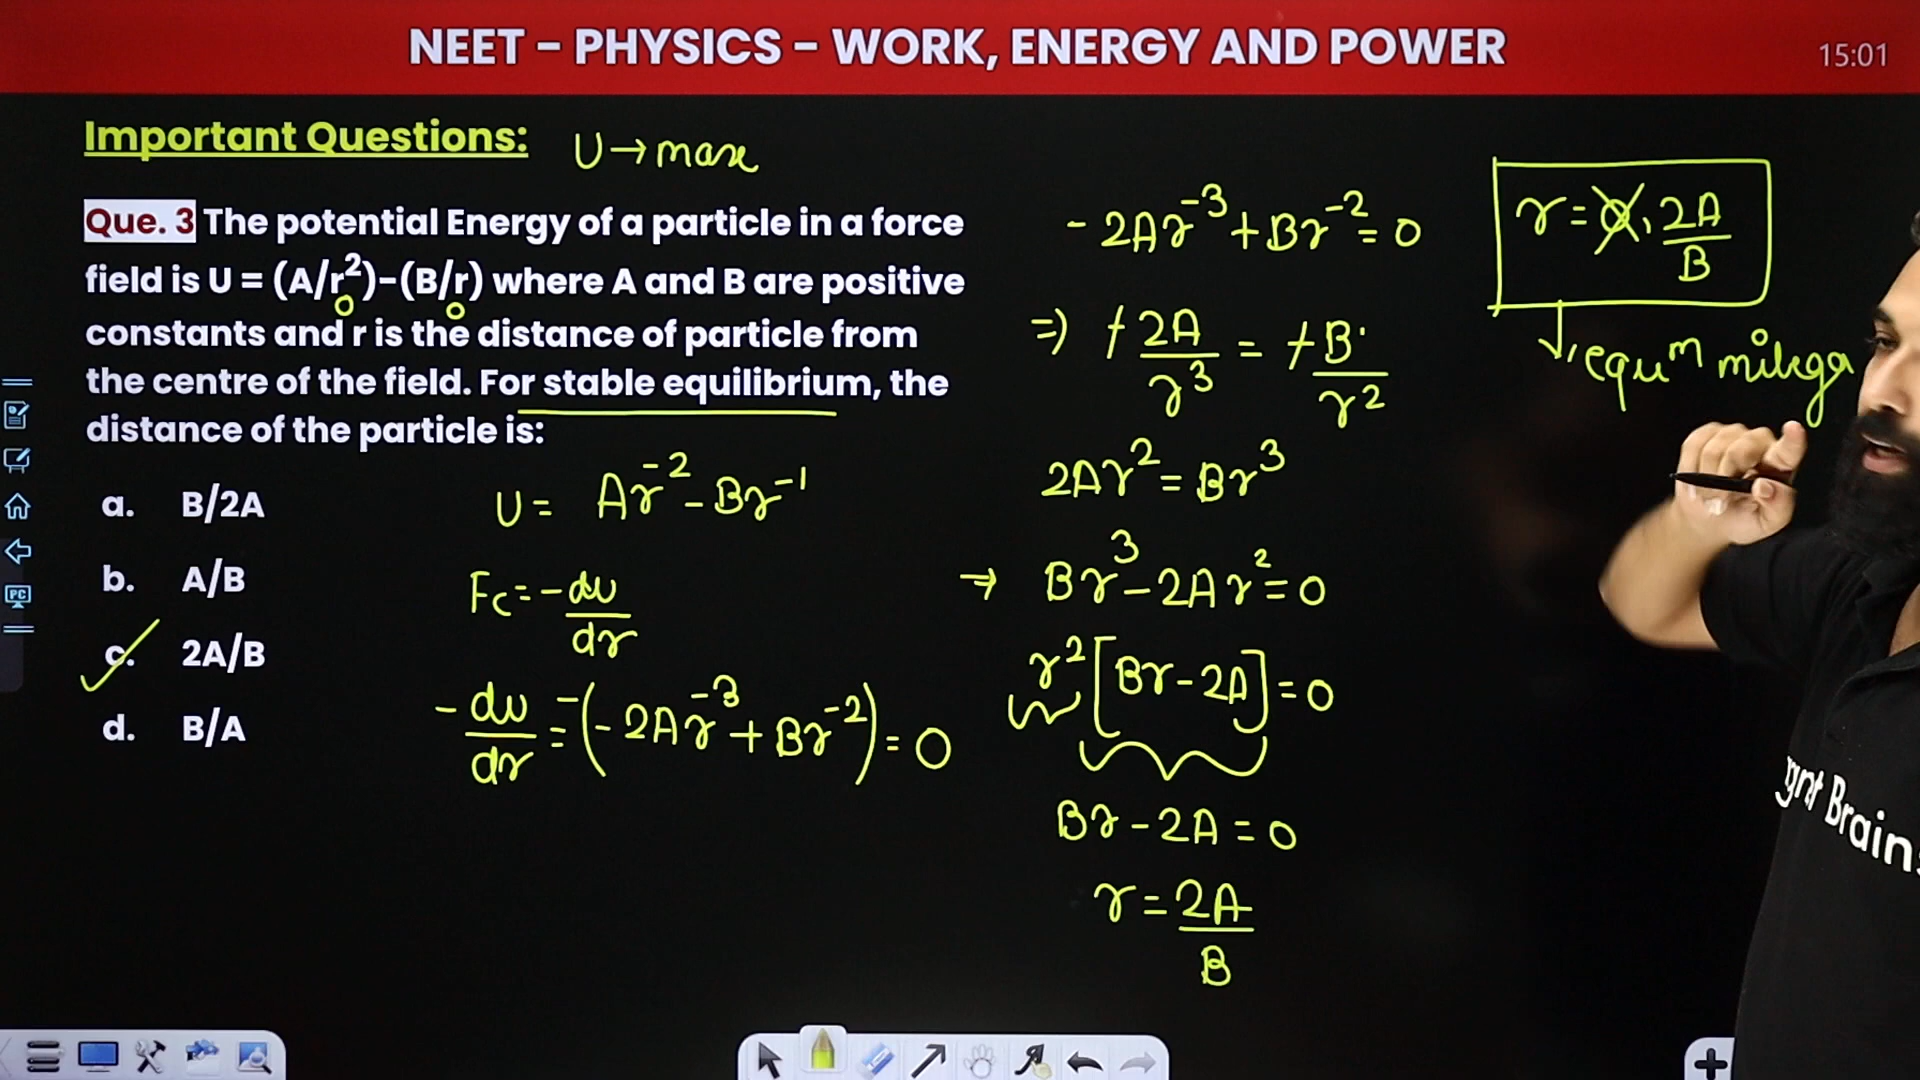 NEET - PHYSICS - WORK, ENERGY AND POWER
15:01
Important Questions:
U → max
Que. 3 The potential Energy of a particle in a force
field is U = (A/r²)-(B/r) where A and B are positive
constants and r is the distance of particle from
the centre of the field. For stable equilibrium, the
distance of the particle is:
a. B/2A
b. A/B
c. 2A/B
d. B/A
U = Ar⁻² - Br⁻¹
Fc = -du/dr
-du/dr = -(-2Ar⁻³ + Br⁻²) = 0
-2Ar⁻³ + Br⁻² = 0
⇒ +2A/r³ = +B/r²
2Ar² = Br³
⇒ Br³ - 2Ar² = 0
r²[Br - 2A] = 0
Br - 2A = 0
r = 2A/B
r = 0, 2A/B
equm milega
PC
Brain